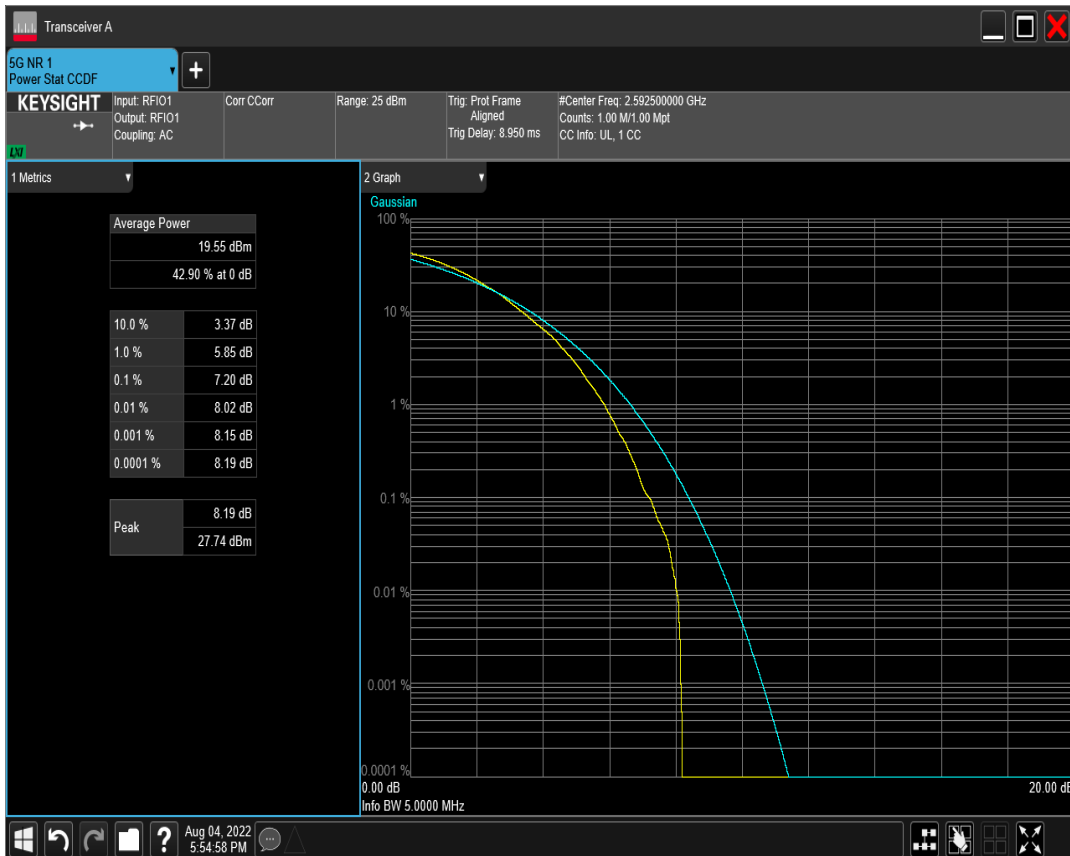 Transceiver A
5G NR 1
Power Stat CCDF
+
KEYSIGHT
LXI
Input: RFIO1
Output: RFIO1
Coupling: AC
Corr CCorr
Range: 25 dBm
Trig: Prot Frame
Aligned
Trig Delay: 8.950 ms
#Center Freq: 2.592500000 GHz
Counts: 1.00 M/1.00 Mpt
CC Info: UL, 1 CC
1 Metrics
Average Power
19.55 dBm
42.90 % at 0 dB
10.0 % 3.37 dB
1.0 % 5.85 dB
0.1 % 7.20 dB
0.01 % 8.02 dB
0.001 % 8.15 dB
0.0001 % 8.19 dB
Peak
8.19 dB
27.74 dBm
2 Graph
Gaussian
100 %
10 %
1 %
0.1 %
0.01 %
0.001 %
0.0001 %
0.00 dB 20.00 dB
Info BW 5.0000 MHz
?
Aug 04, 2022
5:54:58 PM